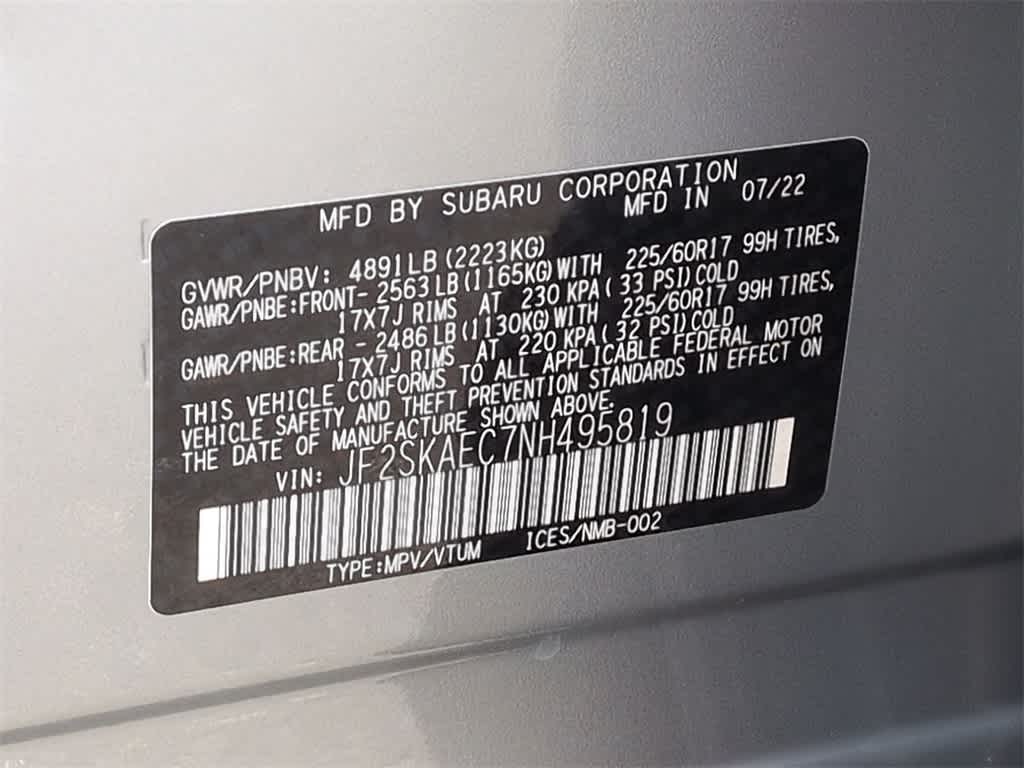 MFD BY SUBARU CORPORATION
MFD IN 07/22
GVWR/PNBV: 4891LB (2223KG)
GAWR/PNBE:FRONT- 2563LB (1165KG) WITH 225/60R17 99H TIRES,
17X7J RIMS AT 230 KPA ( 33 PSI) COLD
GAWR/PNBE:REAR - 2486LB (1130KG) WITH 225/60R17 99H TIRES,
17X7J RIMS AT 220 KPA ( 32 PSI) COLD
THIS VEHICLE CONFORMS TO ALL APPLICABLE FEDERAL MOTOR
VEHICLE SAFETY AND THEFT PREVENTION STANDARDS IN EFFECT ON
THE DATE OF MANUFACTURE SHOWN ABOVE.
VIN: JF2SKAEC7NH495819
TYPE:MPV/VTUM ICES/NMB-002